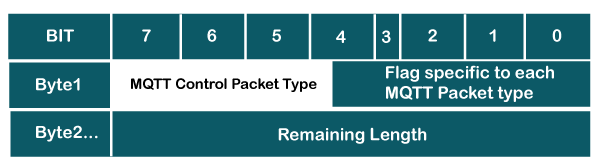 BIT 7 6 5 4 3 2 1 0
Byte1 MQTT Control Packet Type Flag specific to each
MQTT Packet type
Byte2... Remaining Length